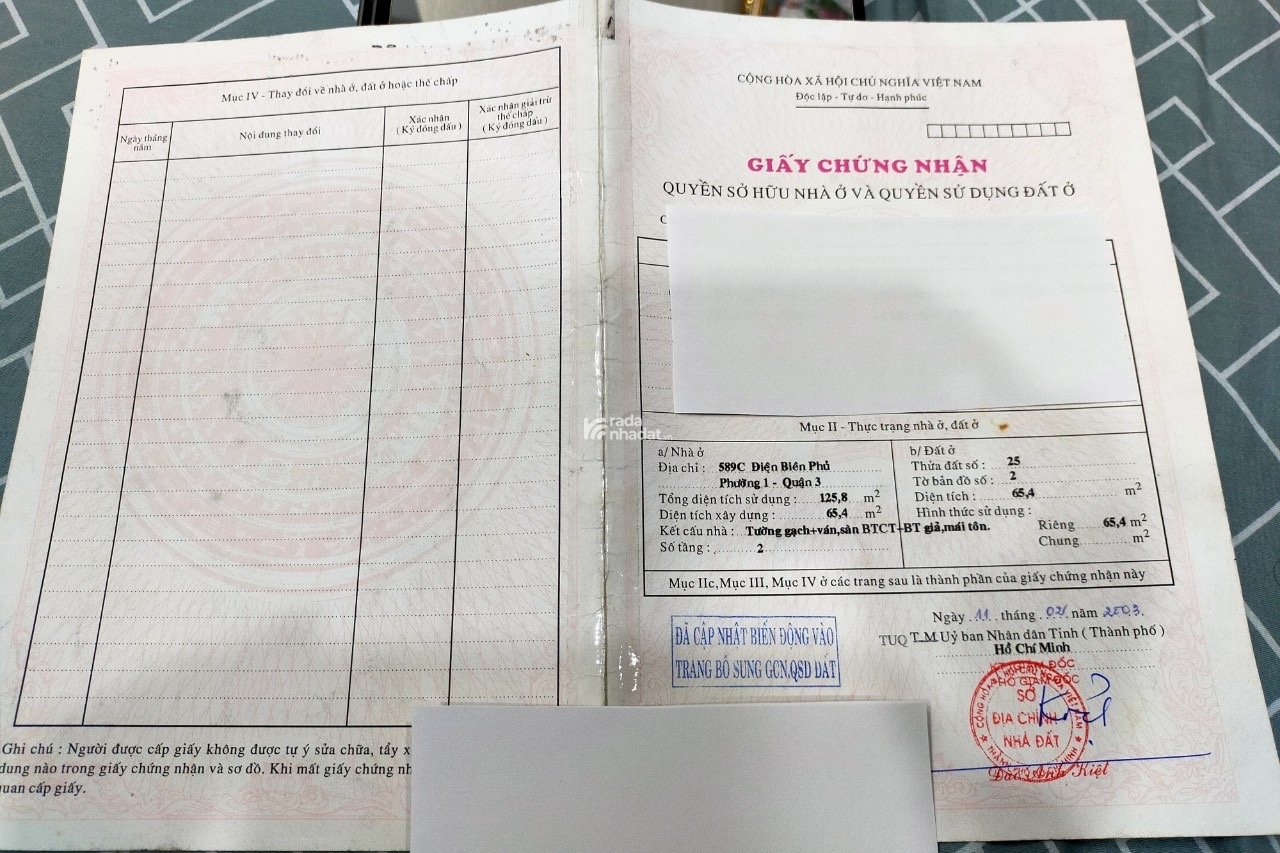 Mục IV - Thay đổi về nhà ở, đất ở hoặc thế chấp
Ngày tháng năm
Nội dung thay đổi
Xác nhận
( Ký đóng dấu )
Xác nhận giải trừ
thế chấp
( Ký đóng dấu )
Ghi chú : Người được cấp giấy không được tự ý sửa chữa, tẩy x
dung nào trong giấy chứng nhận và sơ đồ. Khi mất giấy chứng nh
quan cấp giấy.
CỘNG HÒA XÃ HỘI CHỦ NGHĨA VIỆT NAM
Độc lập - Tự do - Hạnh phúc
GIẤY CHỨNG NHẬN
QUYỀN SỞ HỮU NHÀ Ở VÀ QUYỀN SỬ DỤNG ĐẤT Ở
rada
nhadat.vn
Mục II - Thực trạng nhà ở, đất ở
a/ Nhà ở
Địa chỉ : 589C Điện Biên Phủ
Phường 1 - Quận 3
Tổng diện tích sử dụng : 125,8 m²
Diện tích xây dựng : 65,4 m²
Kết cấu nhà : Tường gạch+ván,sàn BTCT+BT giả,mái tôn.
Số tầng : 2
b/ Đất ở
Thửa đất số : 25
Tờ bản đồ số : 2
Diện tích : 65,4 m²
Hình thức sử dụng :
Riêng 65,4 m²
Chung m²
Mục IIc,Mục III, Mục IV ở các trang sau là thành phần của giấy chứng nhận này
ĐÃ CẬP NHẬT BIẾN ĐỘNG VÀO
TRANG BỔ SUNG GCN,QSD ĐẤT
Ngày 11 tháng 02 năm 2003
TUQ T.M Uỷ ban Nhân dân Tỉnh ( Thành phố )
Hồ Chí Minh
PHÓ GIÁM ĐỐC
SỞ
ĐỊA CHÍNH
NHÀ ĐẤT
Đào Anh Kiệt